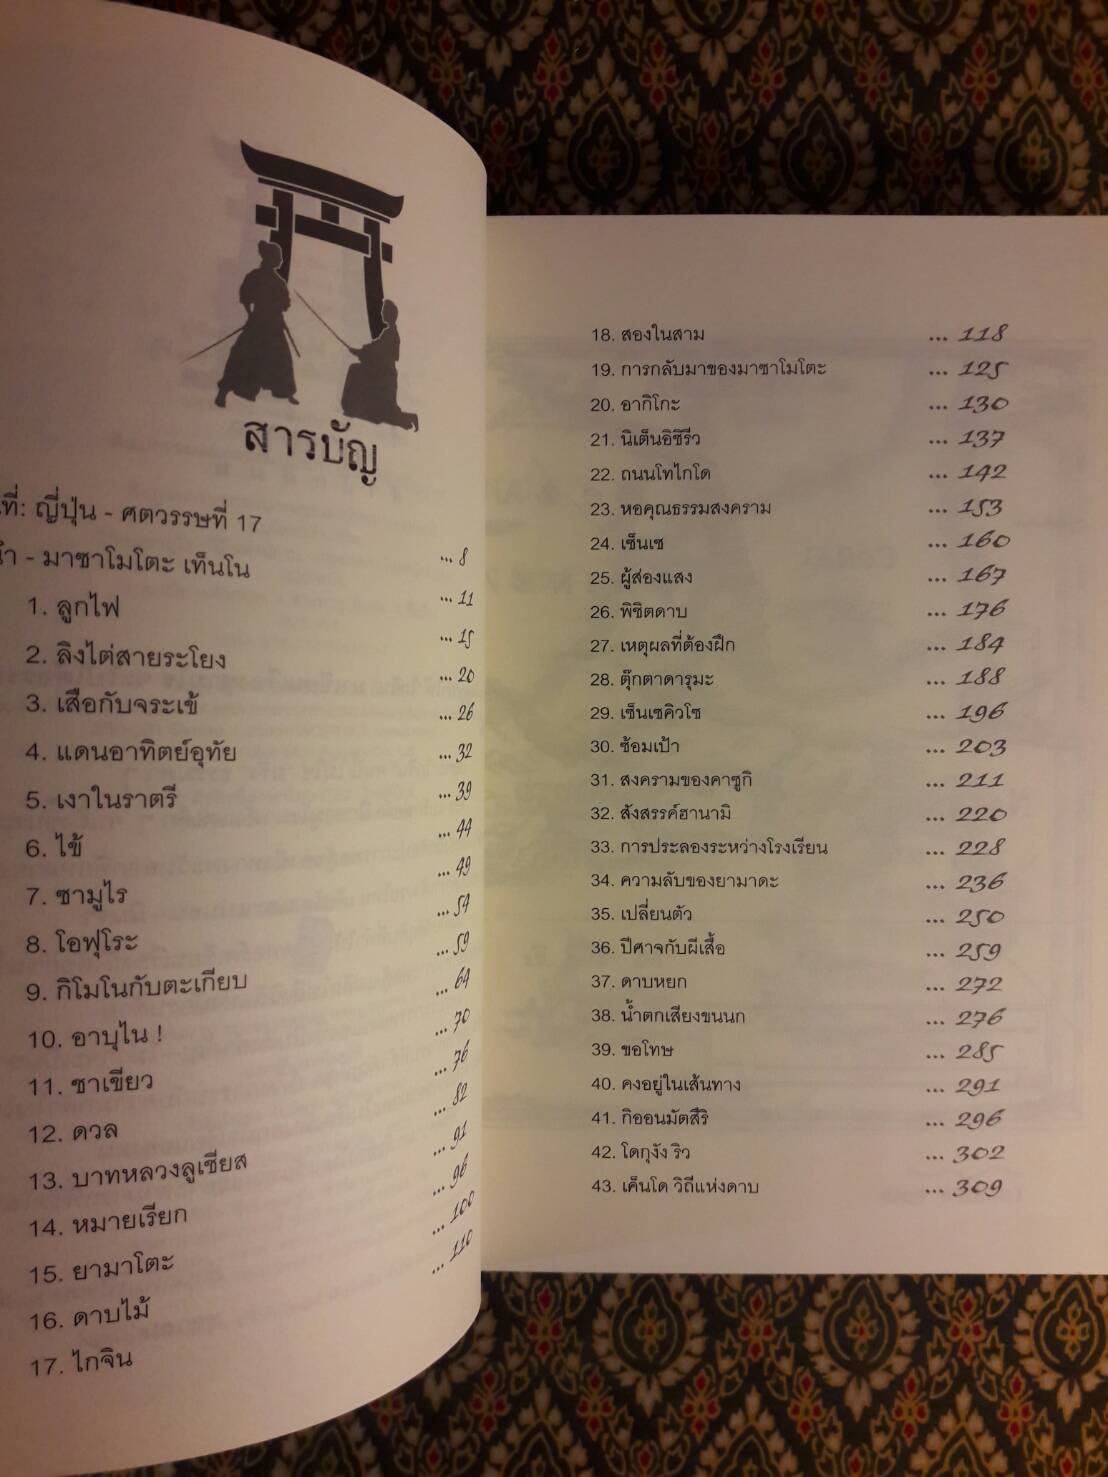 ที่: ญี่ปุ่น - ศตวรรษที่ 17 ... 8
- มาซาโมโตะ เท็นโน ... 11
1. ลูกไฟ ... 15
2. ลิงไต่สายระโยง ... 20
3. เสือกับจระเข้ ... 26
4. แดนอาทิตย์อุทัย ... 32
5. เงาในราตรี ... 39
6. ไข้ ... 44
7. ซามูไร ... 49
8. โอฟุโระ ... 54
9. กิโมโนกับตะเกียบ ... 59
10. อาบุไน ! ... 64
11. ชาเขียว ... 70
12. ดวล ... 76
13. บาทหลวงลูเชียส ... 82
14. หมายเรียก ... 91
15. ยามาโตะ ... 96
16. ดาบไม้ ... 100
17. ไกจิน ... 110
สารบัญ
18. สองในสาม ... 118
19. การกลับมาของมาซาโมโตะ ... 125
20. อากิโกะ ... 130
21. นิเต็นอิชิริว ... 137
22. ถนนโทไกโด ... 142
23. หอคุณธรรมสงคราม ... 153
24. เซ็นเซ ... 160
25. ผู้ส่องแสง ... 167
26. พิชิตดาบ ... 176
27. เหตุผลที่ต้องฝึก ... 184
28. ตุ๊กตาดารุมะ ... 188
29. เซ็นเซคิวโซ ... 196
30. ซ้อมเป้า ... 203
31. สงครามของคาซูกิ ... 211
32. สังสรรค์ฮานามิ ... 220
33. การประลองระหว่างโรงเรียน ... 228
34. ความลับของยามาดะ ... 236
35. เปลี่ยนตัว ... 250
36. ปีศาจกับผีเสื้อ ... 259
37. ดาบหยก ... 272
38. น้ำตกเสียงขนนก ... 276
39. ขอโทษ ... 285
40. คงอยู่ในเส้นทาง ... 291
41. กิออนมัตสึริ ... 296
42. โดกุงัง ริว ... 302
43. เค็นโด วิถีแห่งดาบ ... 309